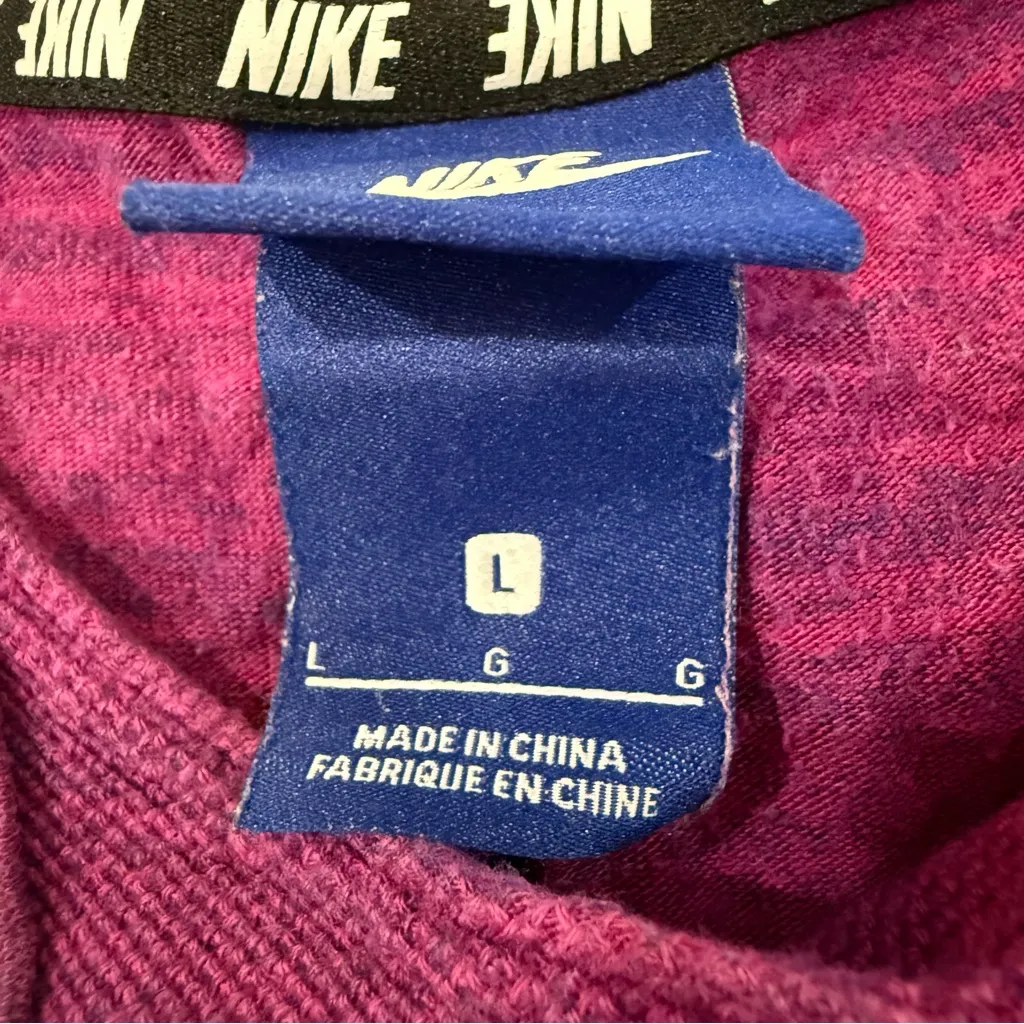 NIKE NIKE NIKE
NIKE
L
L G G
MADE IN CHINA
FABRIQUE EN CHINE